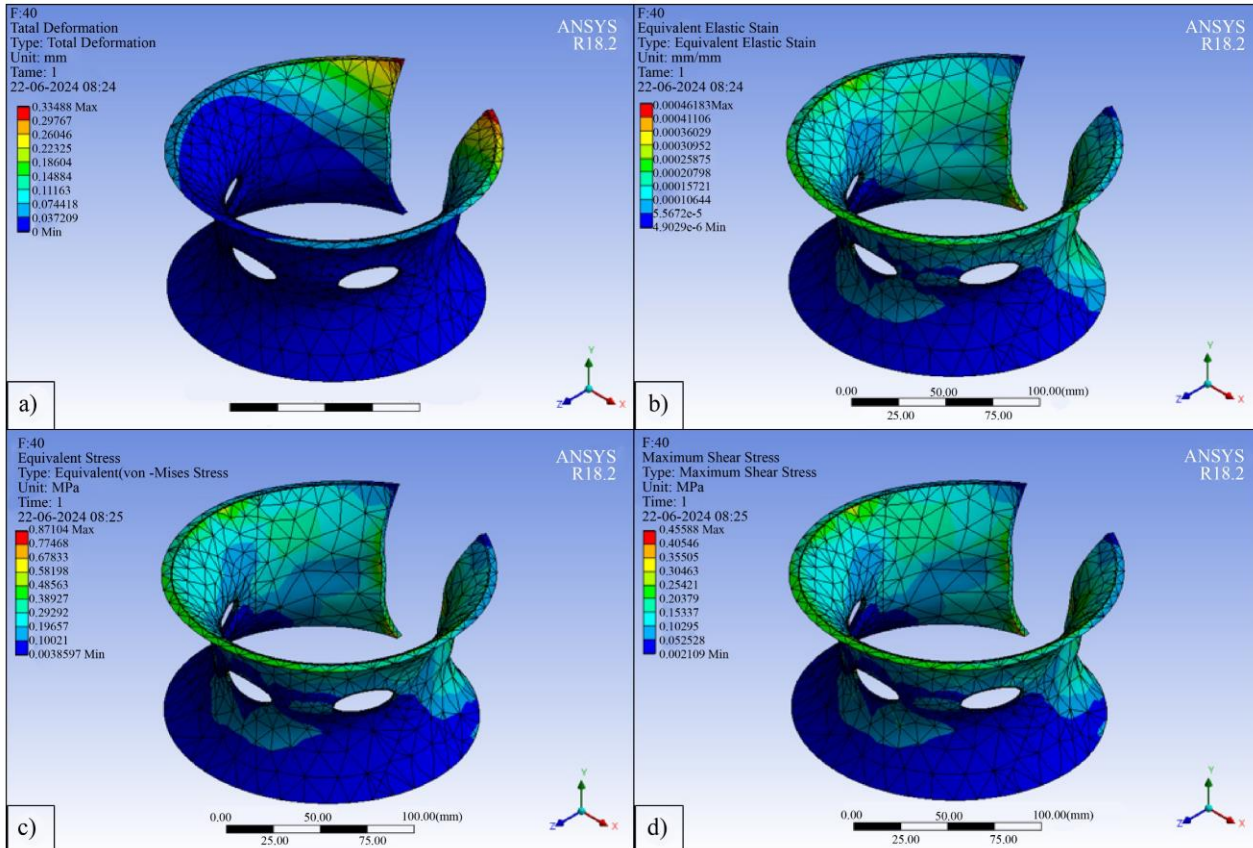 F:40
Tatal Deformation
Type: Total Deformation
Unit: mm
Tame: 1
22-06-2024 08:24
0.33488 Max
0.29767
0.26046
0.22325
0.18604
0.14884
0.11163
0.074418
0.037209
0 Min
ANSYS
R18.2
Y
Z
X
a)
F:40
Equivalent Elastic Stain
Type: Equivalent Elastic Stain
Unit: mm/mm
Tame: 1
22-06-2024 08:24
0.00046183Max
0.00041106
0.00036029
0.00030952
0.00025875
0.00020798
0.00015721
0.00010644
5.5672e-5
4.9029e-6 Min
ANSYS
R18.2
Y
Z
X
0.00 50.00 100.00(mm)
25.00 75.00
b)
F:40
Equivalent Stress
Type: Equivalent(von -Mises Stress
Unit: MPa
Time: 1
22-06-2024 08:25
0.87104 Max
0.77468
0.67833
0.58198
0.48563
0.38927
0.29292
0.19657
0.10021
0.0038597 Min
ANSYS
R18.2
Y
Z
X
0.00 50.00 100.00(mm)
25.00 75.00
c)
F:40
Maximum Shear Stress
Type: Maximum Shear Stress
Unit: MPa
Time: 1
22-06-2024 08:25
0.45588 Max
0.40546
0.35505
0.30463
0.25421
0.20379
0.15337
0.10295
0.052528
0.002109 Min
ANSYS
R18.2
Y
Z
X
0.00 50.00 100.00(mm)
25.00 75.00
d)